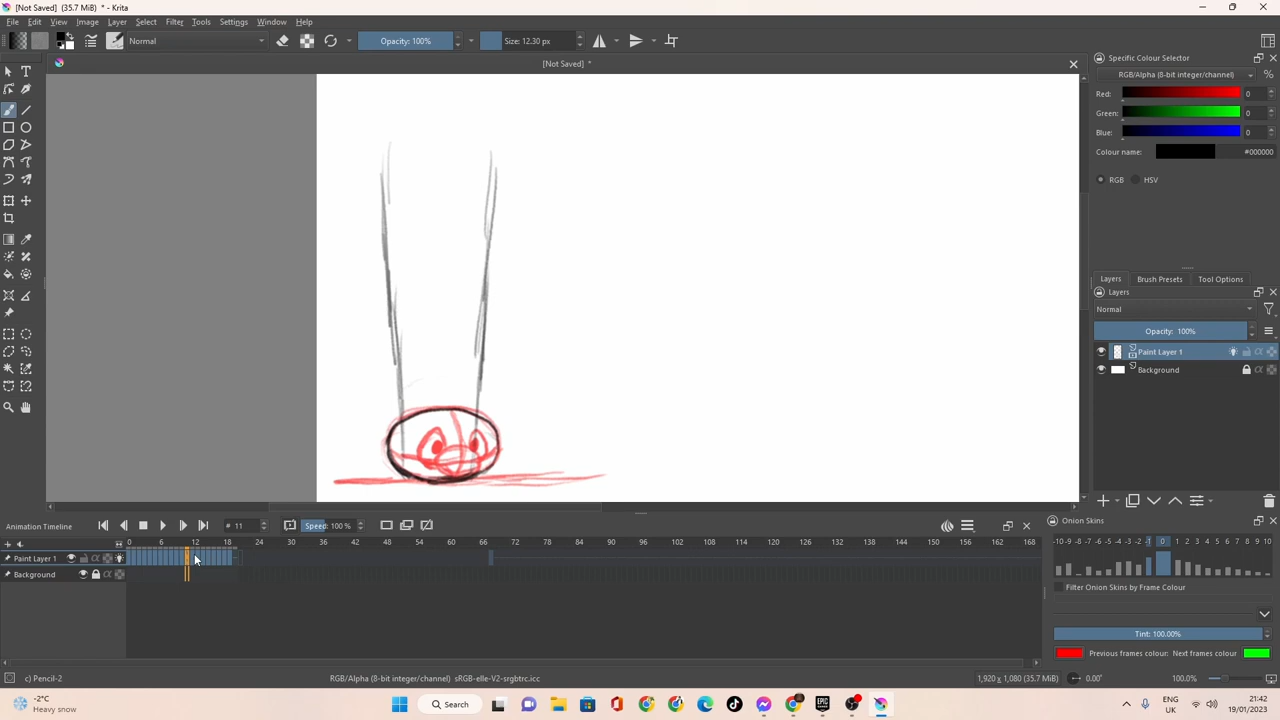 [Not Saved] (35.7 MiB) * - Krita
File Edit View Image Layer Select Filter Tools Settings Window Help
Normal Opacity: 100% Size: 12.30 px
[Not Saved] *
Specific Colour Selector
RGB/Alpha (8-bit integer/channel) %
Red: 0
Green: 0
Blue: 0
Colour name: #000000
RGB HSV
Layers Brush Presets Tool Options
Layers
Normal
Opacity: 100%
Paint Layer 1
Background
Animation Timeline # 11 Speed: 100 %
Onion Skins
0 6 12 18 24 30 36 42 48 54 60 66 72 78 84 90 96 102 108 114 120 126 132 138 144 150 156 162 168
-10 -9 -8 -7 -6 -5 -4 -3 -2 -1 0 1 2 3 4 5 6 7 8 9 10
Paint Layer 1
Background
Filter Onion Skins by Frame Colour
Tint: 100.00%
Previous frames colour: Next frames colour:
c) Pencil-2 RGB/Alpha (8-bit integer/channel) sRGB-elle-V2-srgbtrc.icc 1,920 x 1,080 (35.7 MiB) 0.00° 100.0%
-2°C
Heavy snow
Search
ENG
UK
21:42
19/01/2023